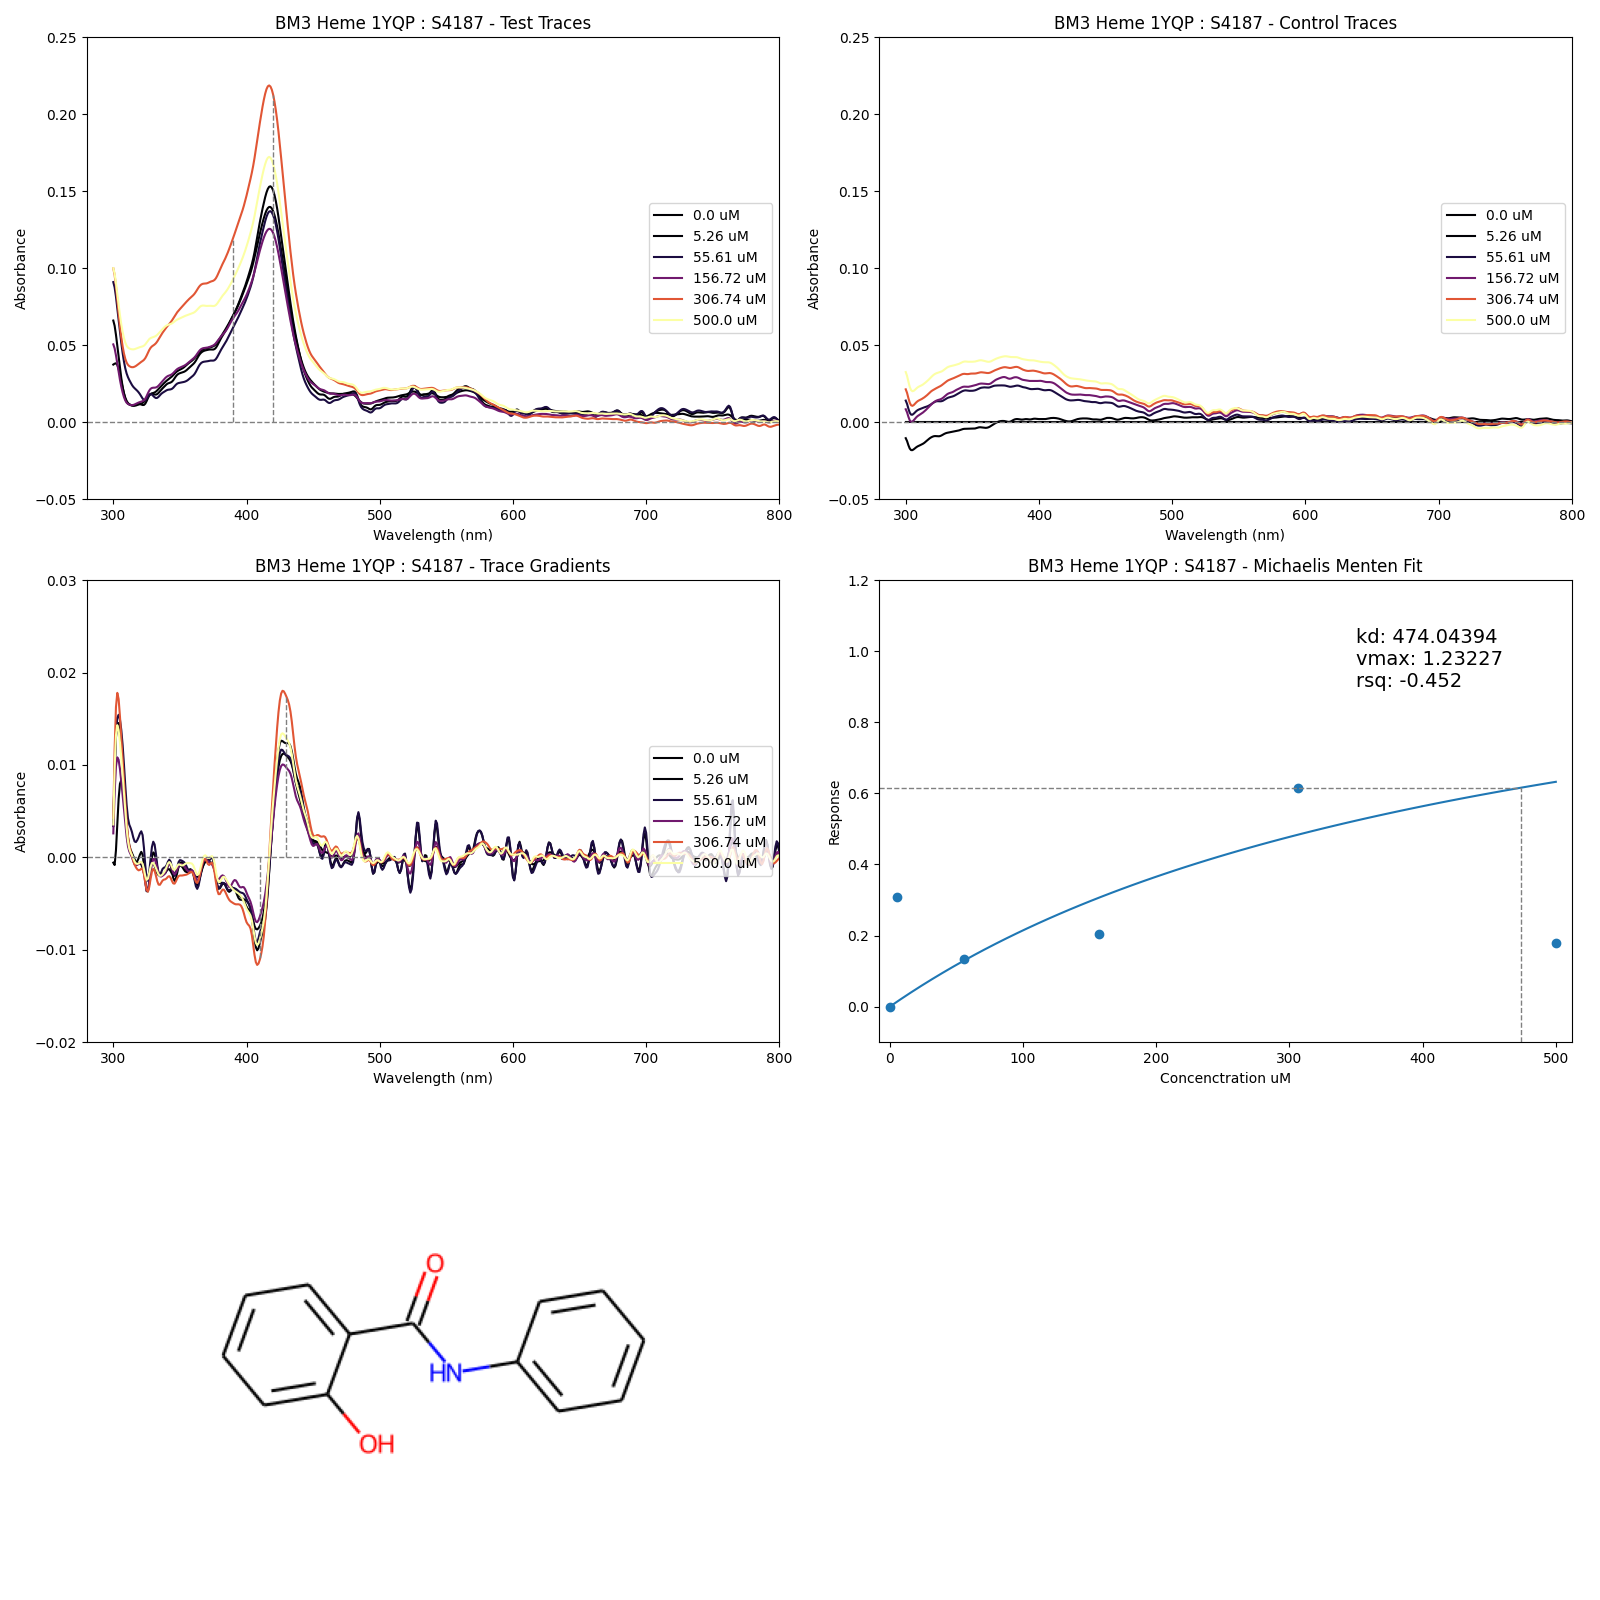 BM3 Heme 1YQP : S4187 - Test Traces
0.25
0.20
0.15
0.10
0.05
0.00
−0.05
Absorbance
300 400 500 600 700 800
Wavelength (nm)
0.0 uM
5.26 uM
55.61 uM
156.72 uM
306.74 uM
500.0 uM
BM3 Heme 1YQP : S4187 - Control Traces
0.25
0.20
0.15
0.10
0.05
0.00
−0.05
Absorbance
300 400 500 600 700 800
Wavelength (nm)
0.0 uM
5.26 uM
55.61 uM
156.72 uM
306.74 uM
500.0 uM
BM3 Heme 1YQP : S4187 - Trace Gradients
0.03
0.02
0.01
0.00
−0.01
−0.02
Absorbance
300 400 500 600 700 800
Wavelength (nm)
0.0 uM
5.26 uM
55.61 uM
156.72 uM
306.74 uM
500.0 uM
BM3 Heme 1YQP : S4187 - Michaelis Menten Fit
1.2
1.0
0.8
0.6
0.4
0.2
0.0
Response
kd: 474.04394
vmax: 1.23227
rsq: -0.452
0 100 200 300 400 500
Concenctration uM
O
HN
OH